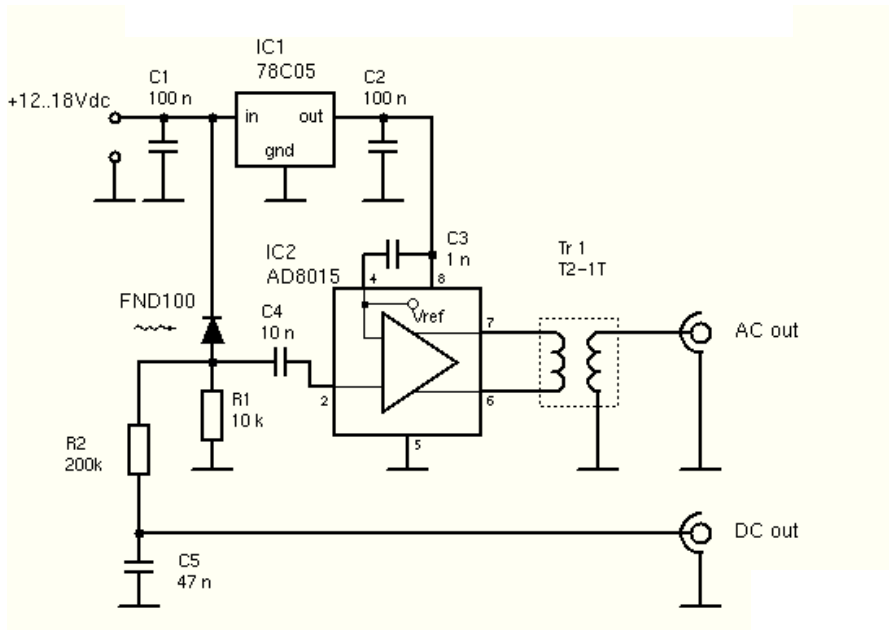 IC1
78C05
C1
100 n
C2
100 n
+12..18Vdc
in
out
gnd
IC2
AD8015
C3
1 n
4
8
Tr 1
T2-1T
FND100
C4
10 n
Vref
7
AC out
2
6
R1
10 k
5
R2
200k
DC out
C5
47 n